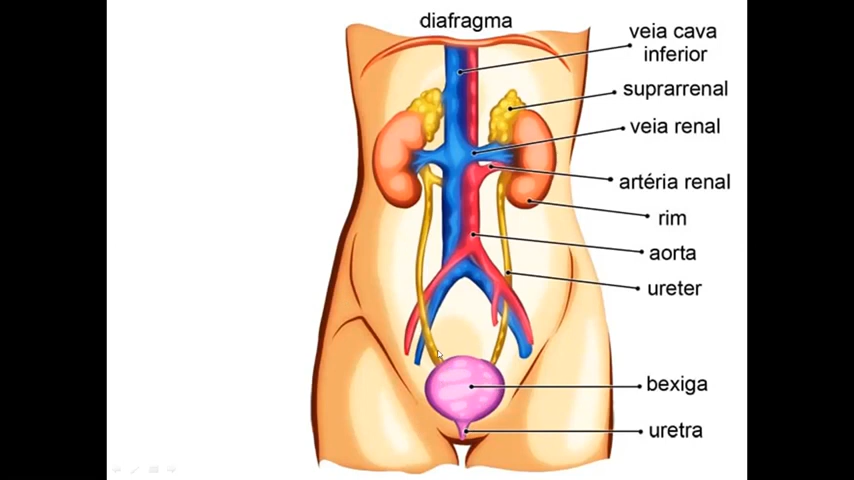 diafragma
veia cava
inferior
suprarrenal
veia renal
artéria renal
rim
aorta
ureter
bexiga
uretra